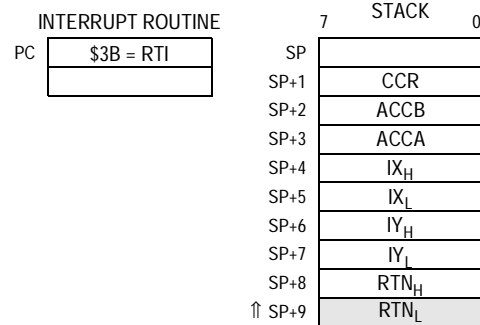 INTERRUPT ROUTINE
PC $3B = RTI
STACK
7 0
SP
SP+1 CCR
SP+2 ACCB
SP+3 ACCA
SP+4 IXH
SP+5 IXL
SP+6 IYH
SP+7 IYL
SP+8 RTNH
⇑ SP+9 RTNL